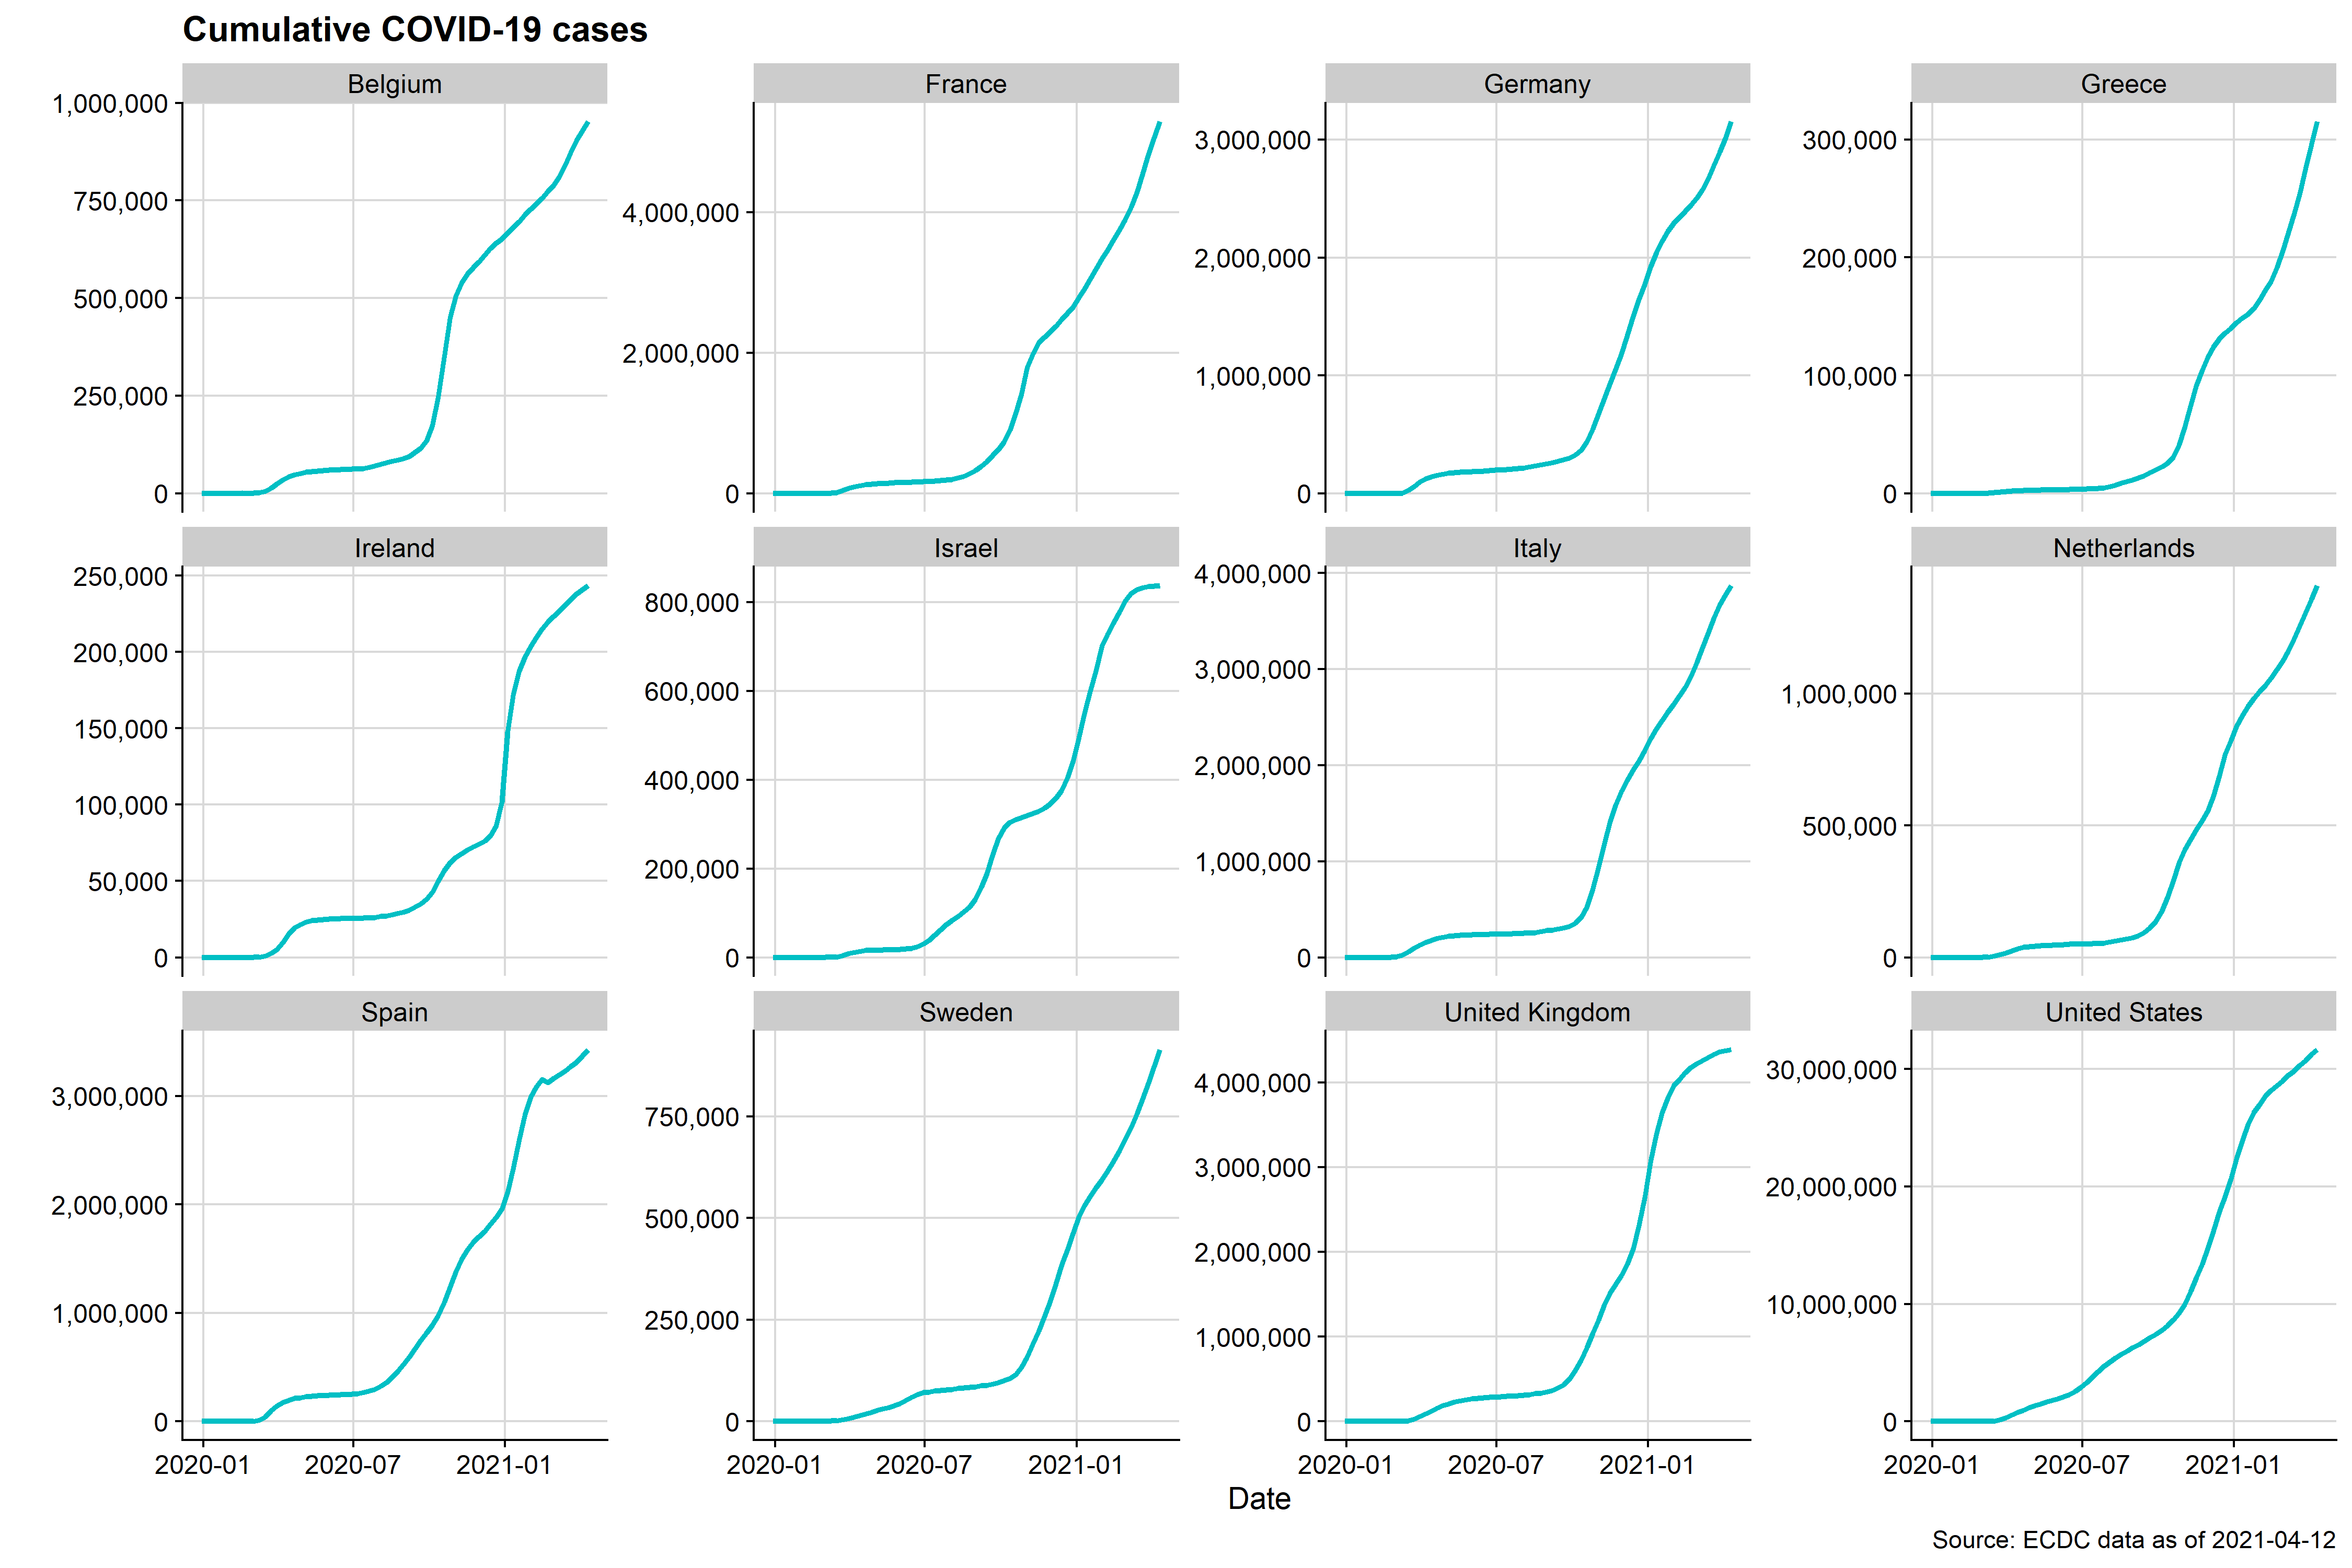 Cumulative COVID-19 cases
Belgium
1,000,000
750,000
500,000
250,000
0
France
4,000,000
2,000,000
0
Germany
3,000,000
2,000,000
1,000,000
0
Greece
300,000
200,000
100,000
0
Ireland
250,000
200,000
150,000
100,000
50,000
0
Israel
800,000
600,000
400,000
200,000
0
Italy
4,000,000
3,000,000
2,000,000
1,000,000
0
Netherlands
1,000,000
500,000
0
Spain
3,000,000
2,000,000
1,000,000
0
2020-01 2020-07 2021-01
Sweden
750,000
500,000
250,000
0
2020-01 2020-07 2021-01
United Kingdom
4,000,000
3,000,000
2,000,000
1,000,000
0
2020-01 2020-07 2021-01
United States
30,000,000
20,000,000
10,000,000
0
2020-01 2020-07 2021-01
Date
Source: ECDC data as of 2021-04-12